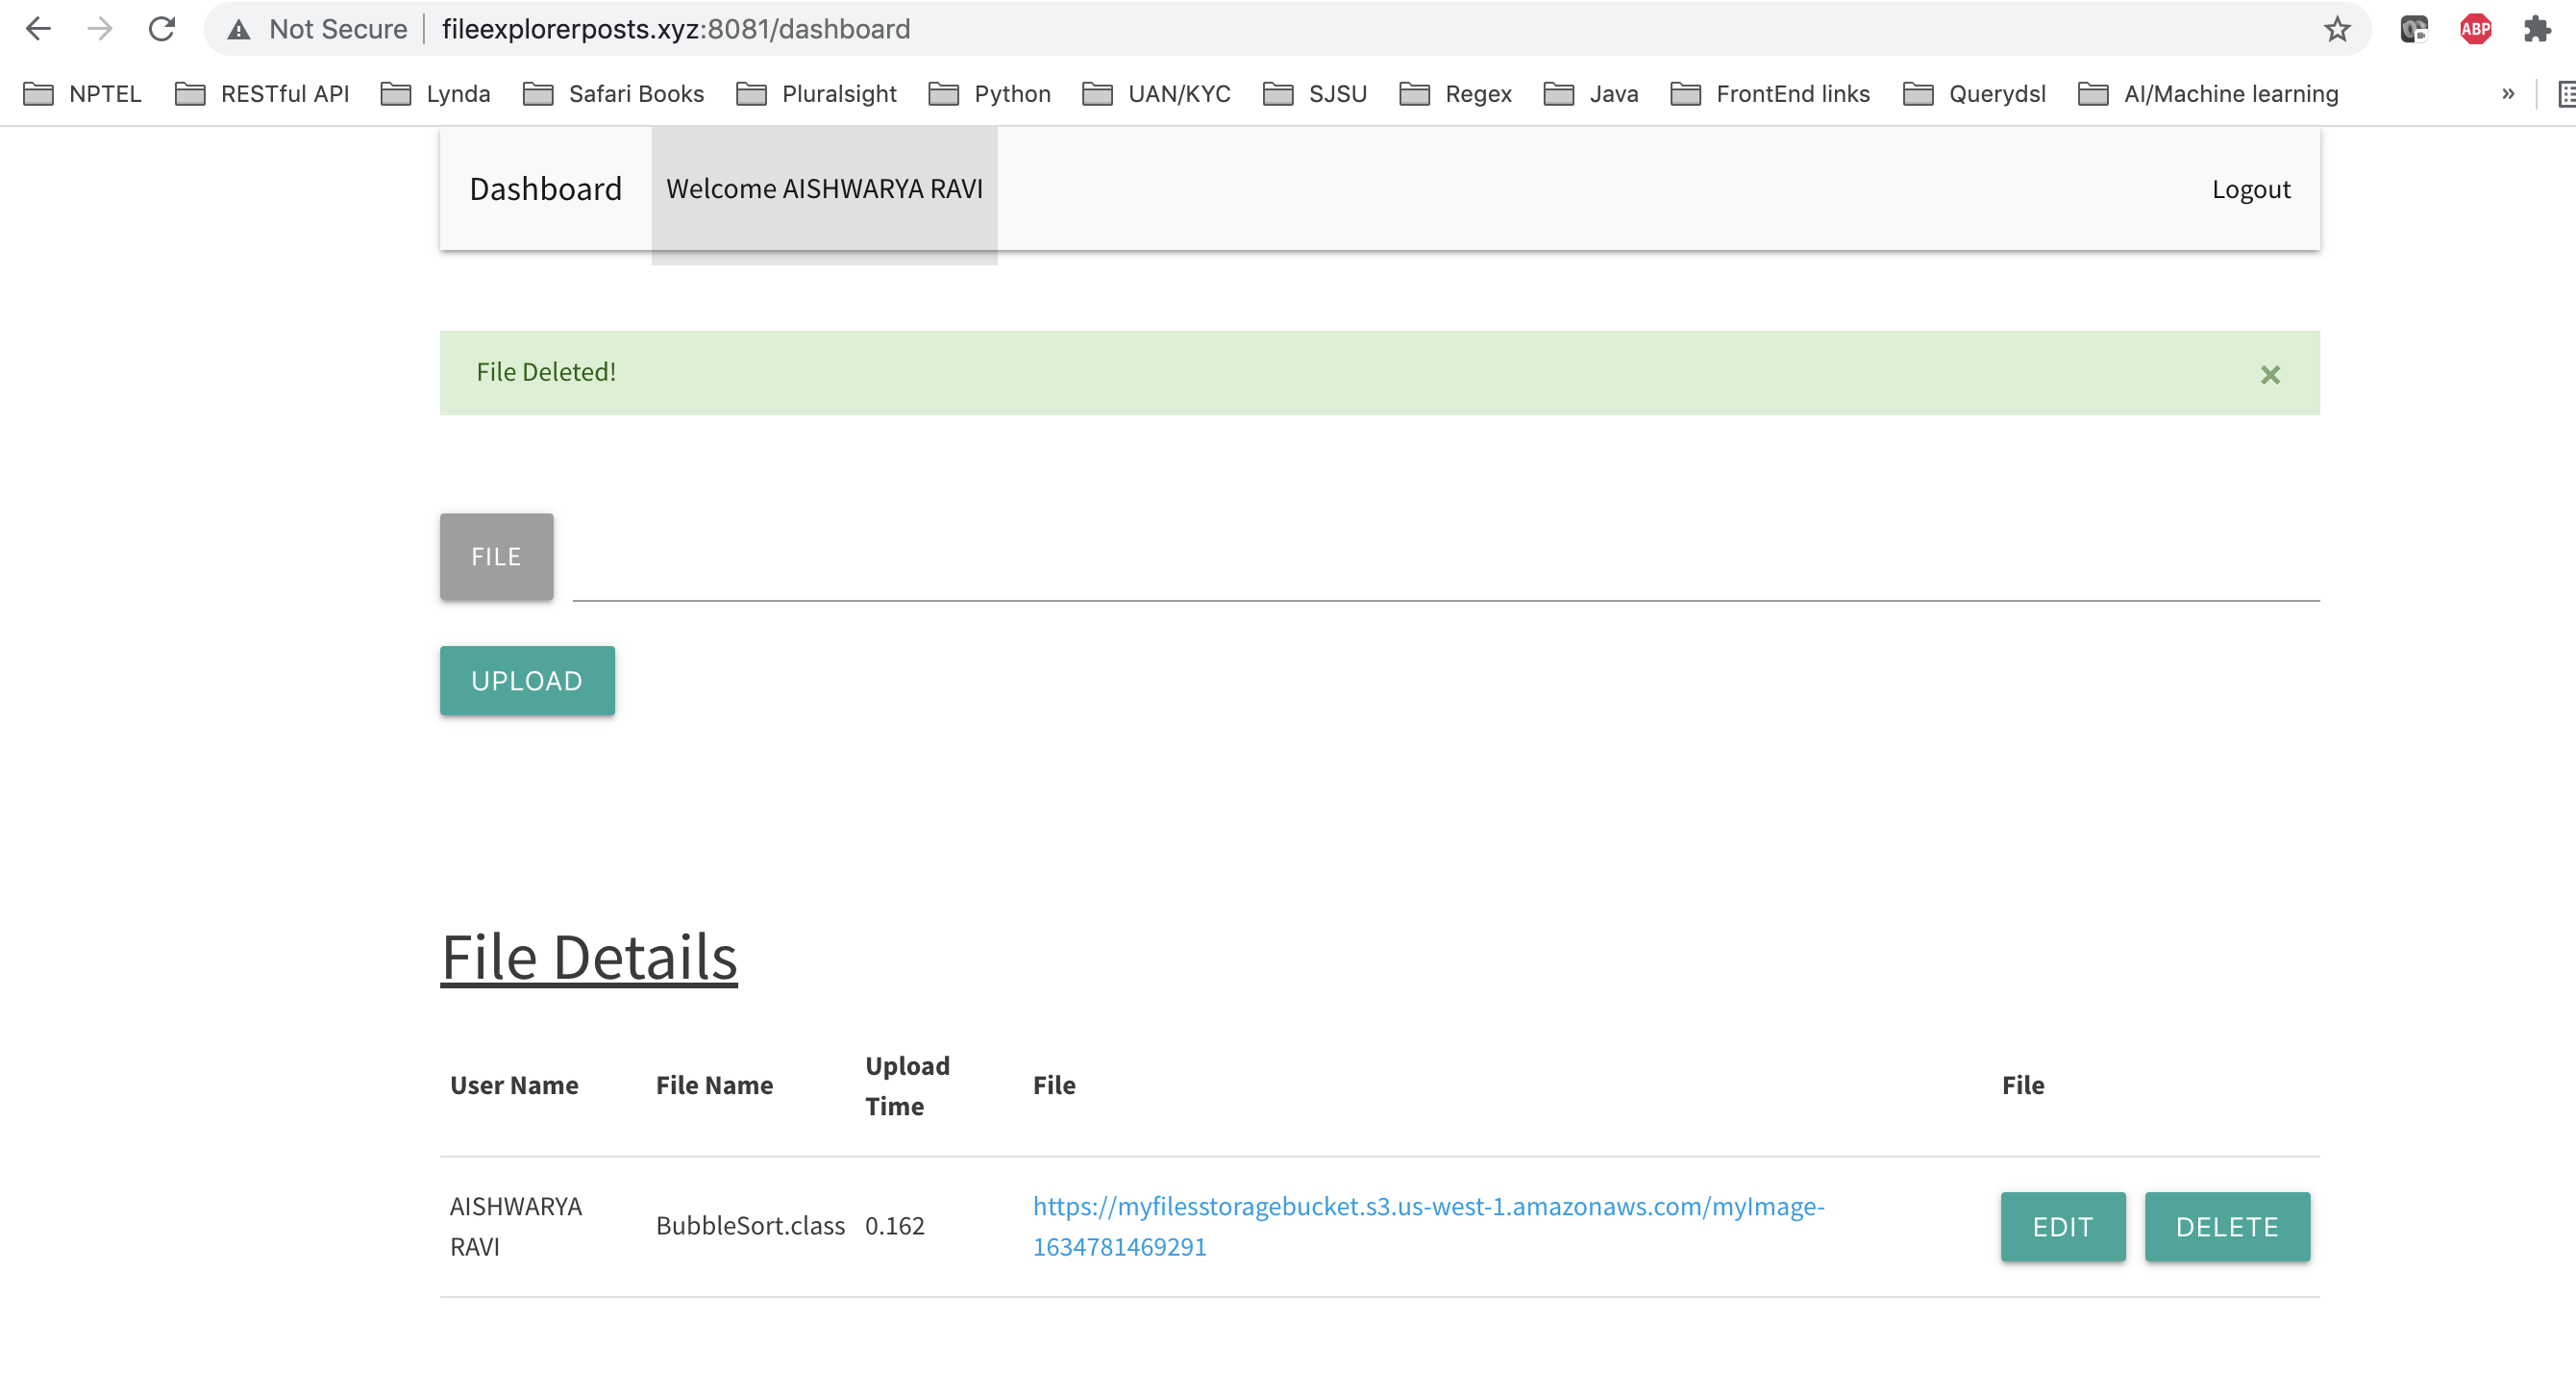 Not Secure fileexplorerposts.xyz:8081/dashboard ABP
NPTEL RESTful API Lynda Safari Books Pluralsight Python UAN/KYC SJSU Regex Java FrontEnd links Querydsl AI/Machine learning »
Dashboard Welcome AISHWARYA RAVI Logout
File Deleted! ×
FILE
UPLOAD
File Details
User Name File Name Upload Time File File
AISHWARYA RAVI BubbleSort.class 0.162 https://myfilesstoragebucket.s3.us-west-1.amazonaws.com/myImage-1634781469291 EDIT DELETE